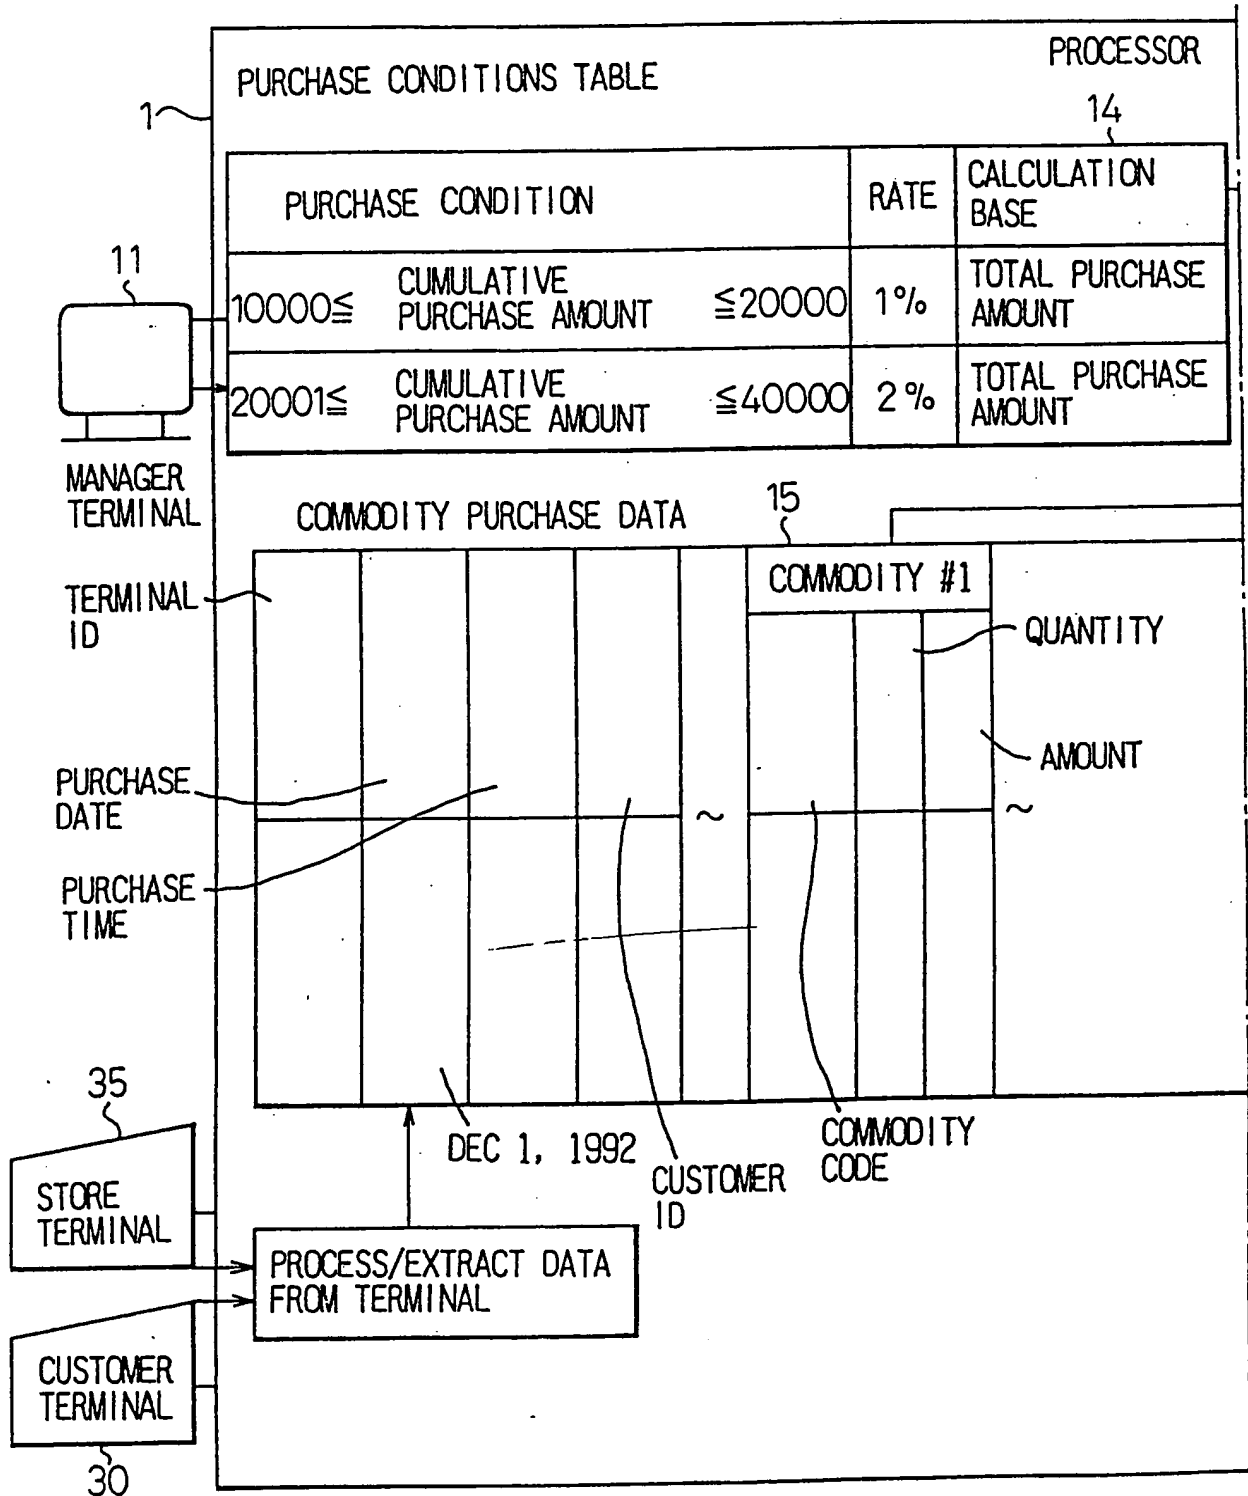 PROCESSOR
PURCHASE CONDITIONS TABLE
1
14
PURCHASE CONDITION
RATE
CALCULATION
BASE
11
10000≦
CUMULATIVE
PURCHASE AMOUNT
≦20000
1%
TOTAL PURCHASE
AMOUNT
20001≦
CUMULATIVE
PURCHASE AMOUNT
≦40000
2%
TOTAL PURCHASE
AMOUNT
MANAGER
TERMINAL
COMMODITY PURCHASE DATA
15
COMMODITY #1
TERMINAL
ID
QUANTITY
AMOUNT
PURCHASE
DATE
~
~
PURCHASE
TIME
35
DEC 1, 1992
CUSTOMER
ID
COMMODITY
CODE
STORE
TERMINAL
PROCESS/EXTRACT DATA
FROM TERMINAL
CUSTOMER
TERMINAL
30